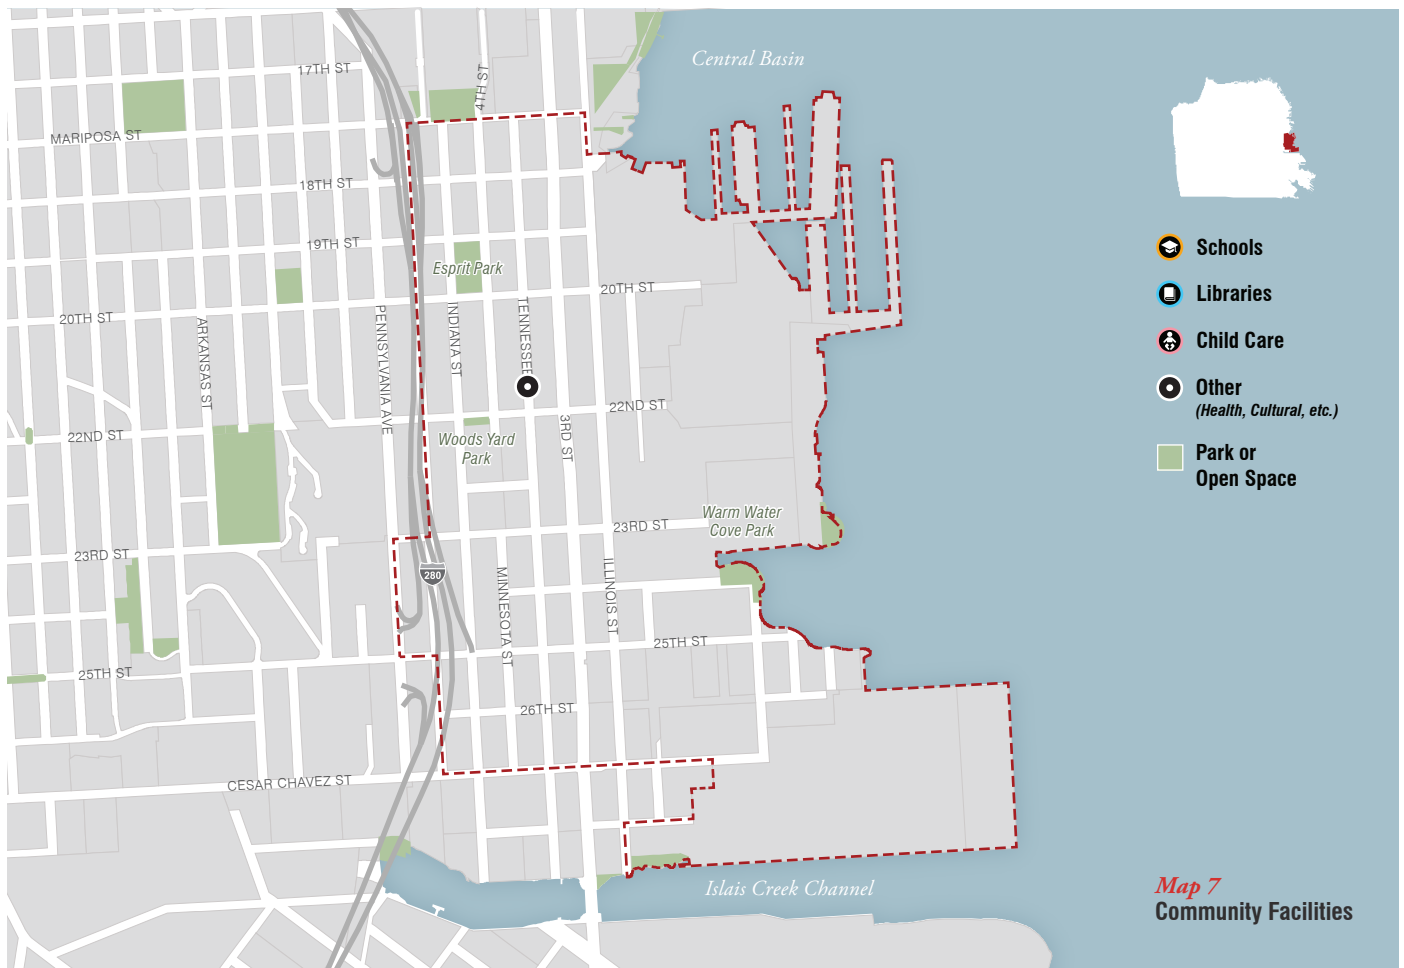 Central Basin
17TH ST
4TH ST
MARIPOSA ST
18TH ST
19TH ST
Esprit Park
20TH ST
20TH ST
ARKANSAS ST
PENNSYLVANIA AVE
INDIANA ST
TENNESSEE
22ND ST
22ND ST
3RD ST
Woods Yard
Park
Warm Water
Cove Park
23RD ST
23RD ST
280
MINNESOTA ST
ILLINOIS ST
25TH ST
25TH ST
26TH ST
CESAR CHAVEZ ST
Islais Creek Channel
Schools
Libraries
Child Care
Other
(Health, Cultural, etc.)
Park or
Open Space
Map 7
Community Facilities